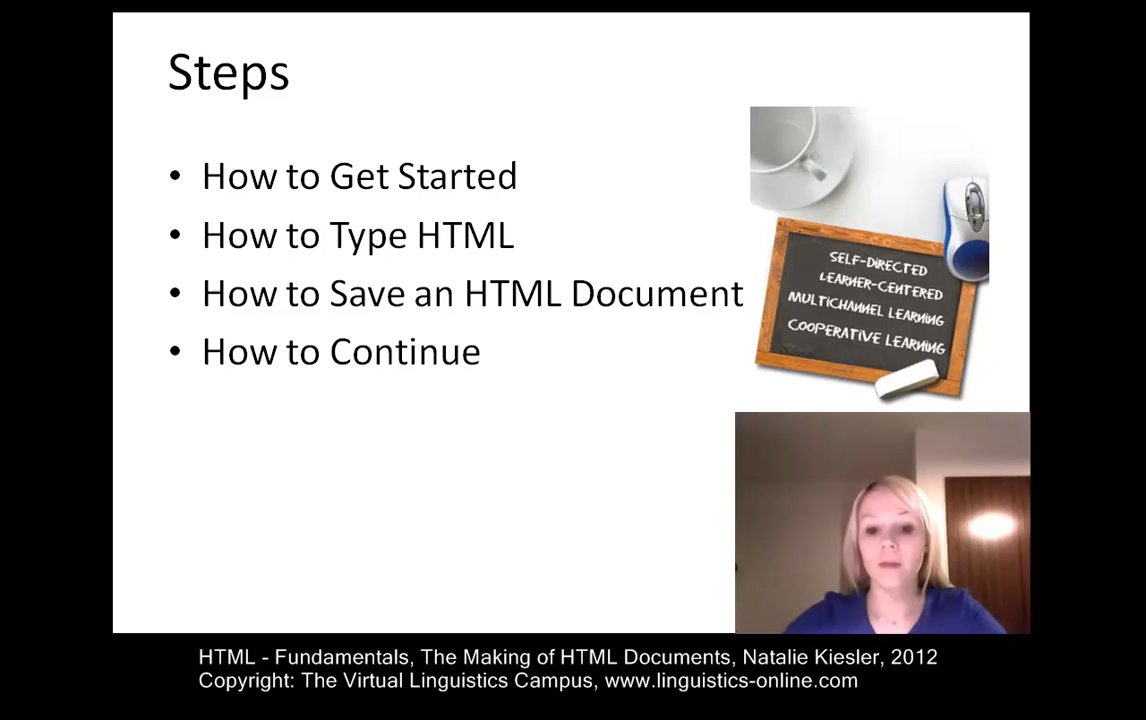 Steps
• How to Get Started
• How to Type HTML
• How to Save an HTML Document
• How to Continue
SELF-DIRECTED
LEARNER-CENTERED
MULTICHANNEL LEARNING
COOPERATIVE LEARNING
HTML - Fundamentals, The Making of HTML Documents, Natalie Kiesler, 2012
Copyright: The Virtual Linguistics Campus, www.linguistics-online.com